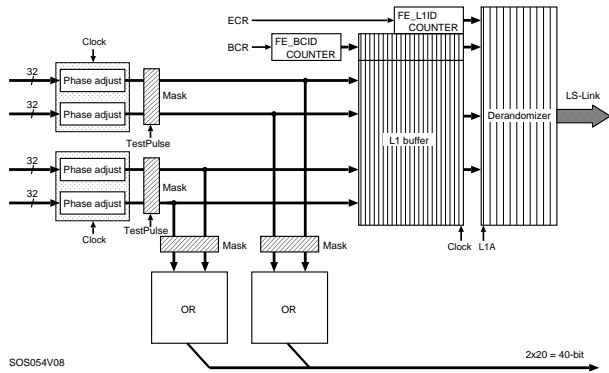 ECR
FE_L1ID
COUNTER
BCR
FE_BCID
COUNTER
Clock
32
Phase adjust
32
Phase adjust
Mask
TestPulse
32
Phase adjust
32
Phase adjust
Mask
Clock
TestPulse
L1 buffer
Derandomizer
LS-Link
Mask
Mask
Clock
L1A
OR
OR
2x20 = 40-bit
SOS054V08